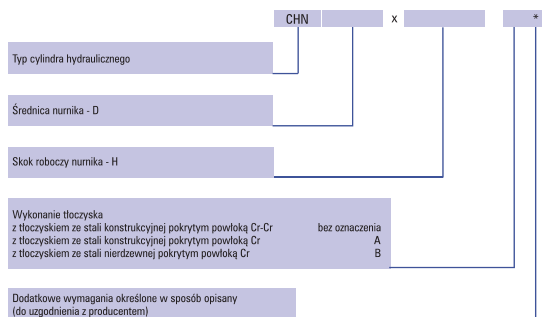 CHN x *
Typ cylindra hydraulicznego
Średnica nurnika - D
Skok roboczy nurnika - H
Wykonanie tłoczyska
z tłoczyskiem ze stali konstrukcyjnej pokrytym powłoką Cr-Cr bez oznaczenia
z tłoczyskiem ze stali konstrukcyjnej pokrytym powłoką Cr A
z tłoczyskiem ze stali nierdzewnej pokrytym powłoką Cr B
Dodatkowe wymagania określone w sposób opisany
(do uzgodnienia z producentem)